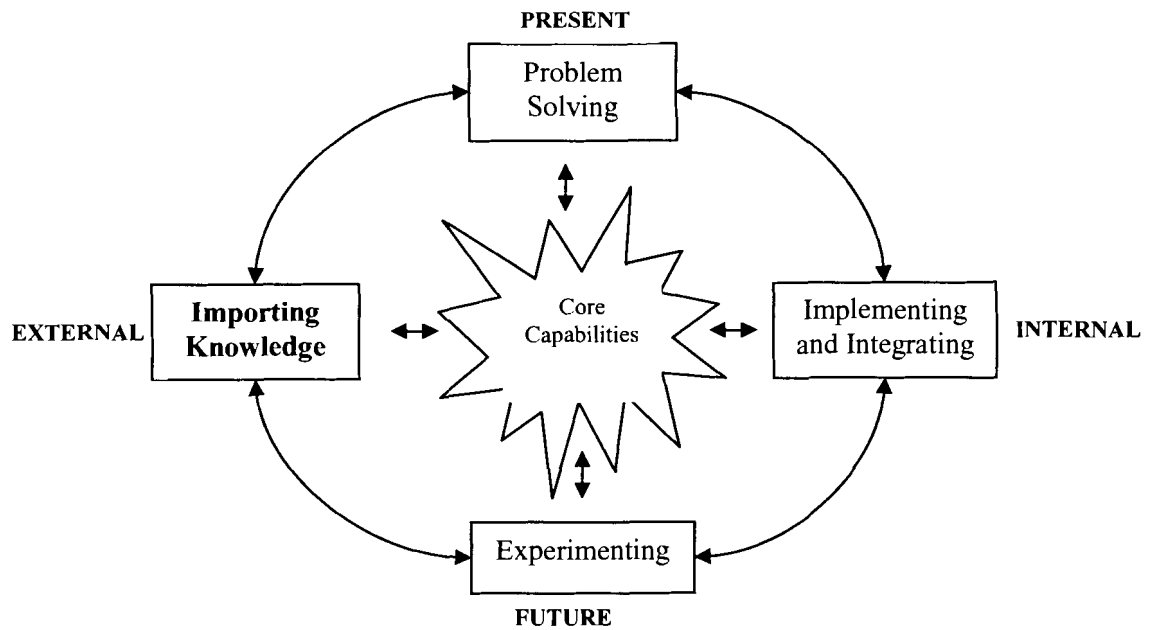 PRESENT
Problem
Solving
EXTERNAL
Importing
Knowledge
Core
Capabilities
Implementing
and Integrating
INTERNAL
Experimenting
FUTURE